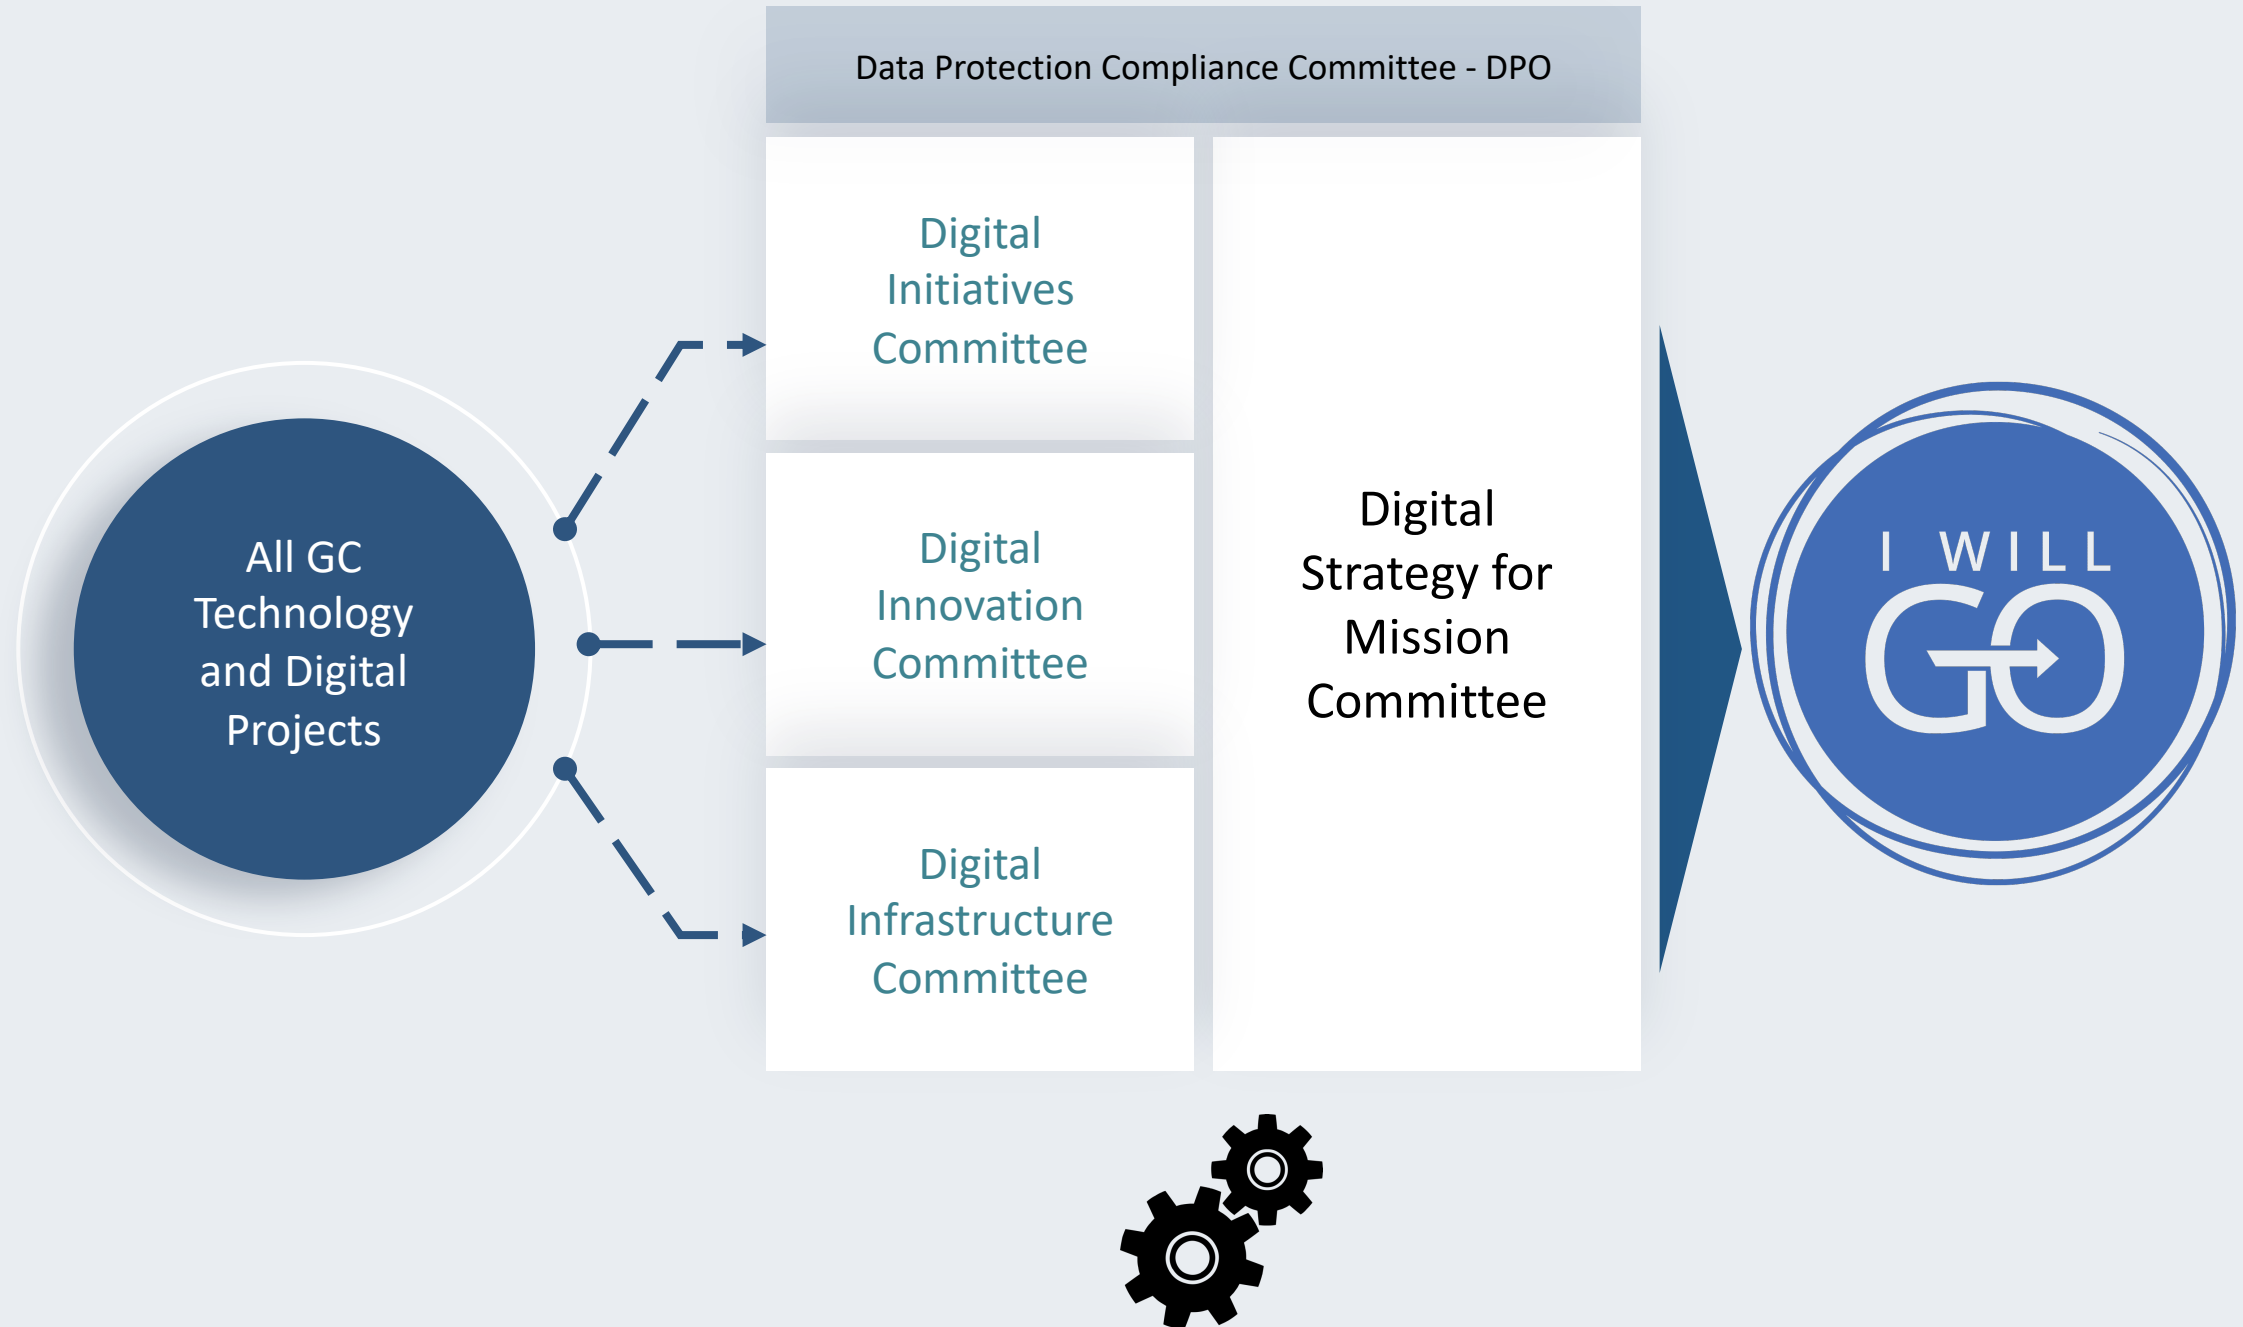 Data Protection Compliance Committee - DPO
All GC
Technology
and Digital
Projects
Digital
Initiatives
Committee
Digital
Innovation
Committee
Digital
Infrastructure
Committee
Digital
Strategy for
Mission
Committee
I WILL
GO